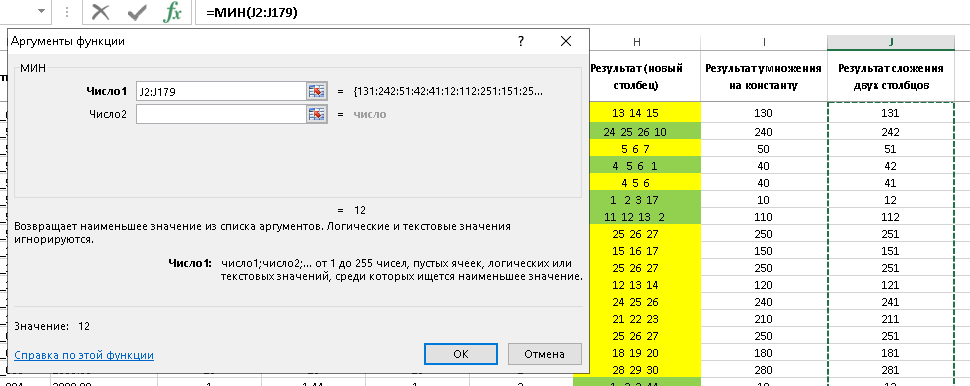 =МИН(J2:J179)
Аргументы функции ? ×
МИН
Число1 J2:J179 = {131:242:51:42:41:12:112:251:151:25...
Число2 = число
= 12
Возвращает наименьшее значение из списка аргументов. Логические и текстовые значения
игнорируются.
Число1: число1;число2;... от 1 до 255 чисел, пустых ячеек, логических или
текстовых значений, среди которых ищется наименьшее значение.
Значение: 12
Справка по этой функции
ОК Отмена
H I J
Результат (новый столбец) Результат умножения на константу Результат сложения двух столбцов
13 14 15 130 131
24 25 26 10 240 242
5 6 7 50 51
4 5 6 1 40 42
4 5 6 40 41
1 2 3 17 10 12
11 12 13 2 110 112
25 26 27 250 251
15 16 17 150 151
25 26 27 250 251
12 13 14 120 121
24 25 26 240 241
21 22 23 210 211
25 26 27 250 251
18 19 20 180 181
28 29 30 280 281